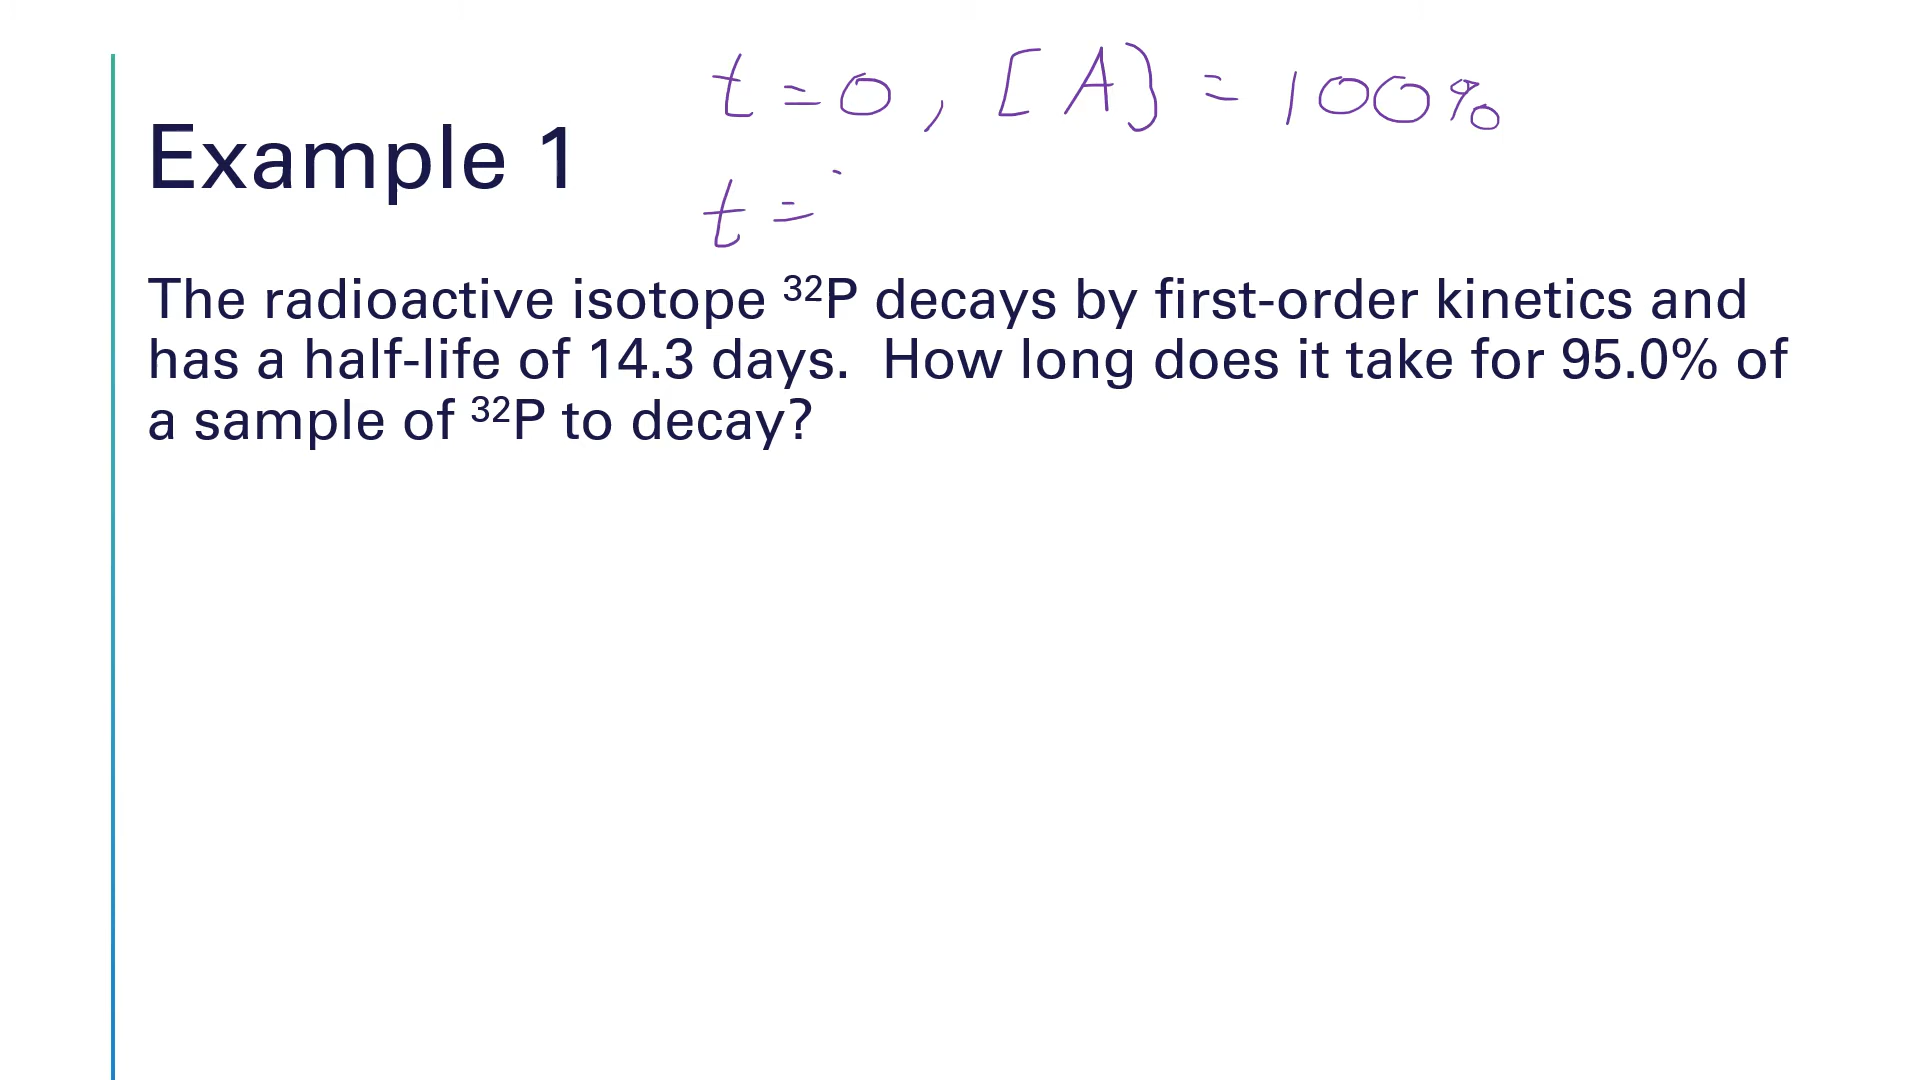 t = 0 , [A] = 100%
Example 1
t =
The radioactive isotope ³²P decays by first-order kinetics and
has a half-life of 14.3 days. How long does it take for 95.0% of
a sample of ³²P to decay?